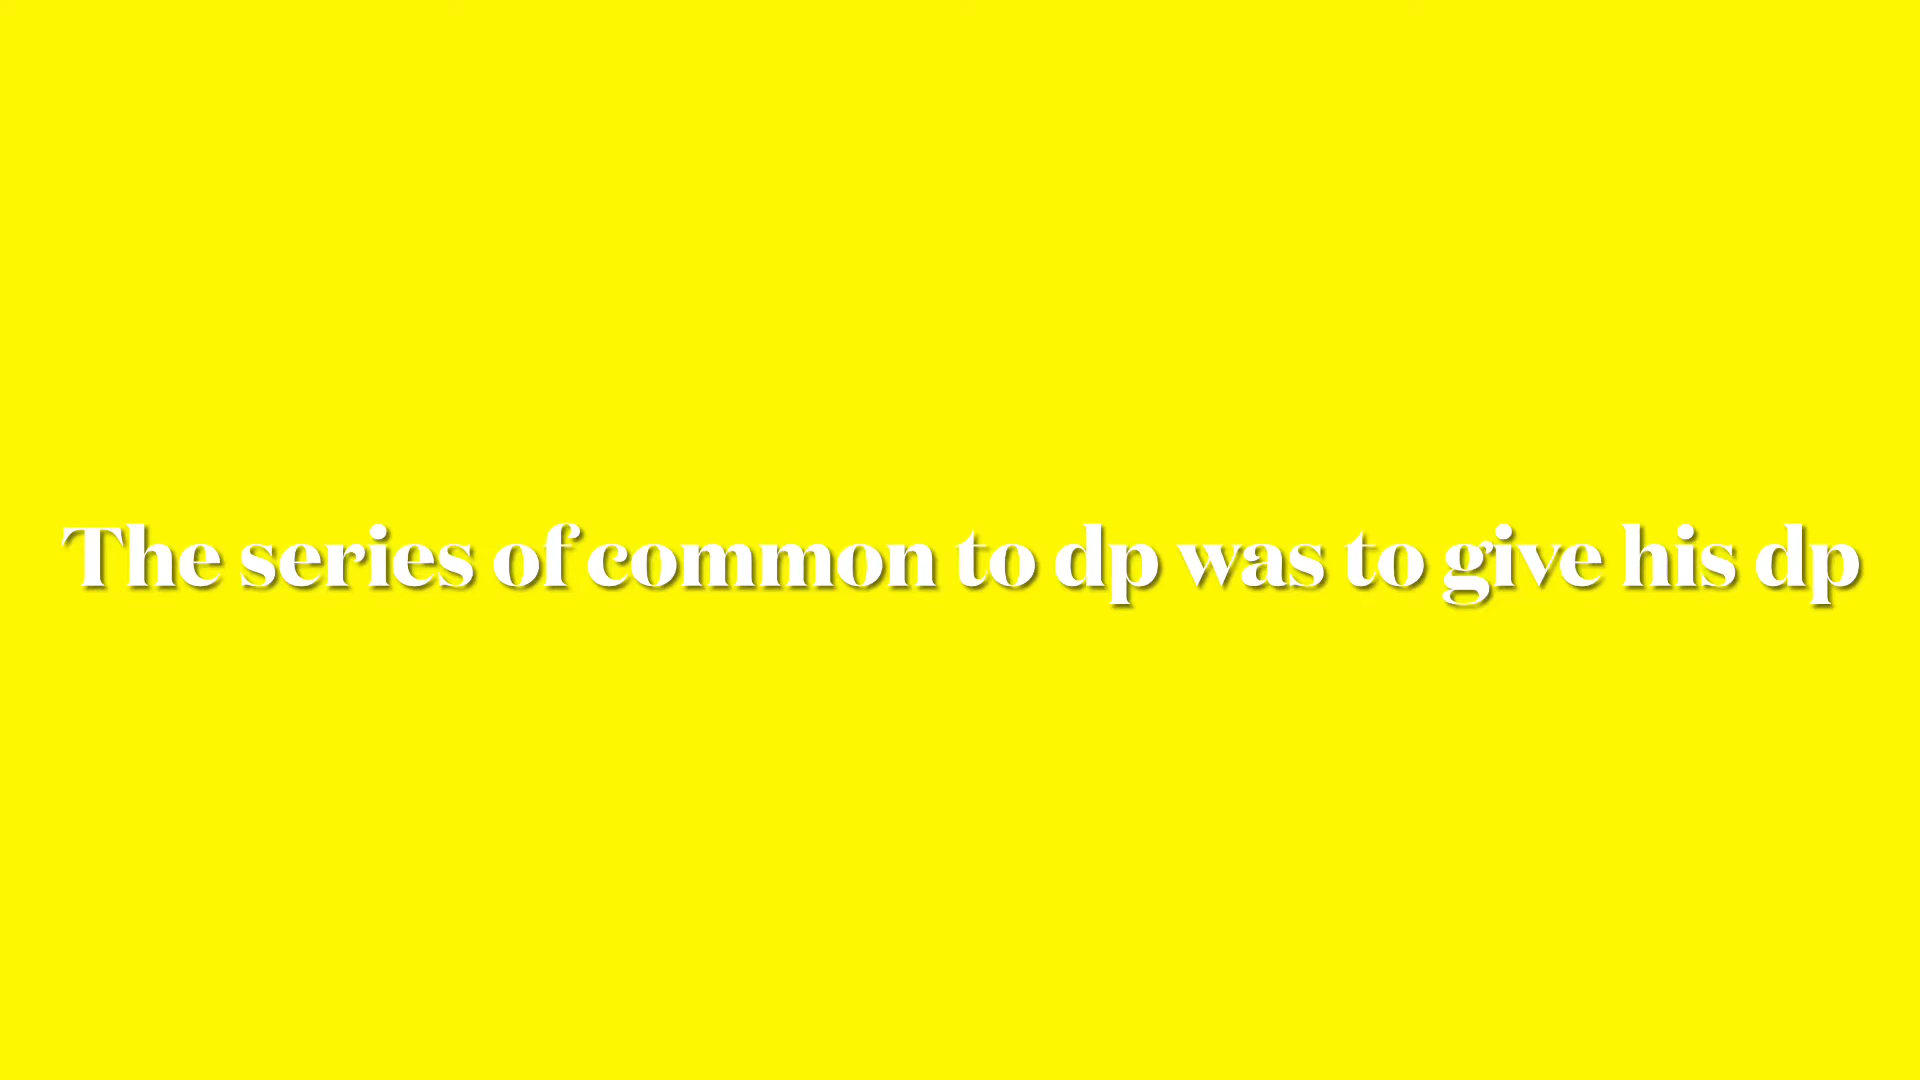 The series of common to dp was to give his dp